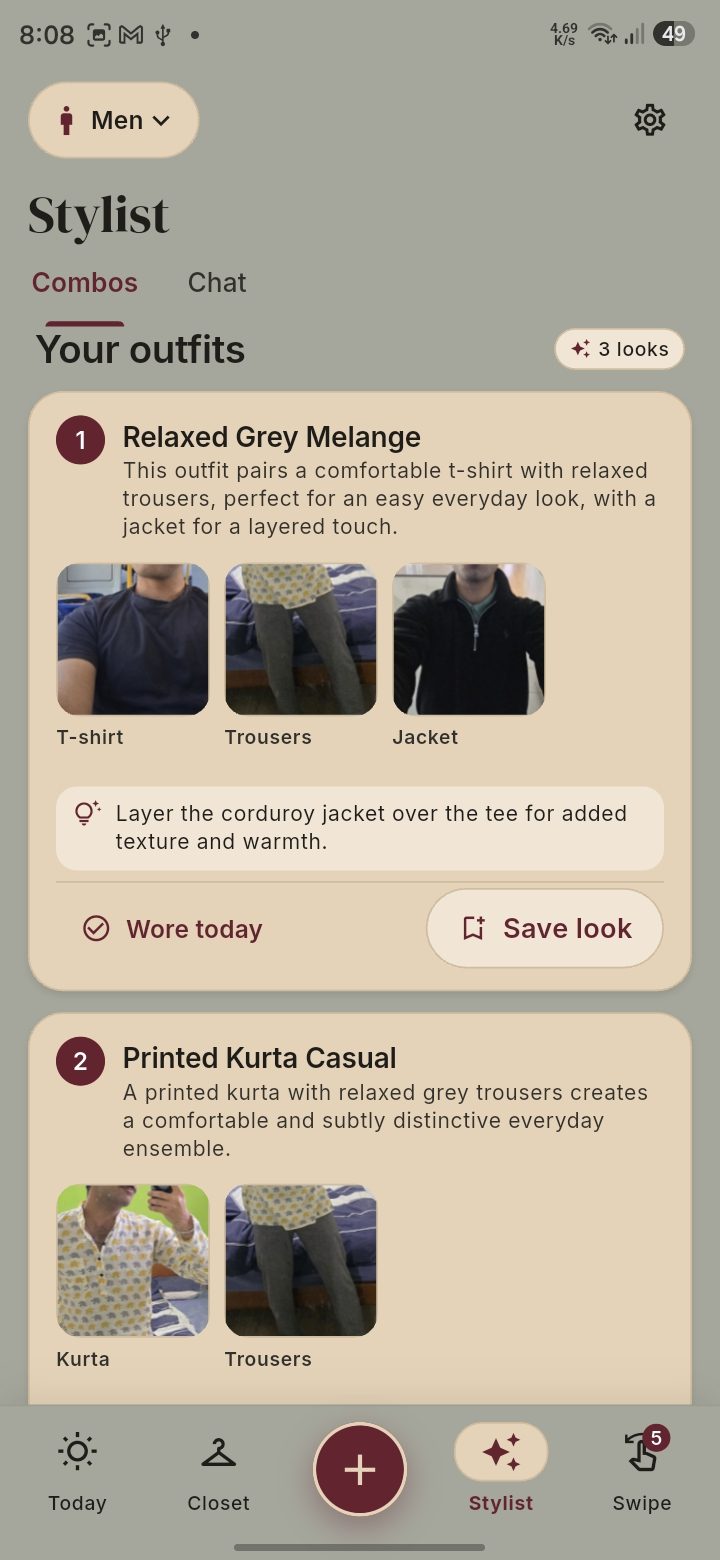 8:08
4.69
K/s
49
Men
Stylist
Combos
Chat
Your outfits
3 looks
1
Relaxed Grey Melange
This outfit pairs a comfortable t-shirt with relaxed
trousers, perfect for an easy everyday look, with a
jacket for a layered touch.
T-shirt
Trousers
Jacket
Layer the corduroy jacket over the tee for added
texture and warmth.
Wore today
Save look
2
Printed Kurta Casual
A printed kurta with relaxed grey trousers creates
a comfortable and subtly distinctive everyday
ensemble.
Kurta
Trousers
5
Today
Closet
Stylist
Swipe